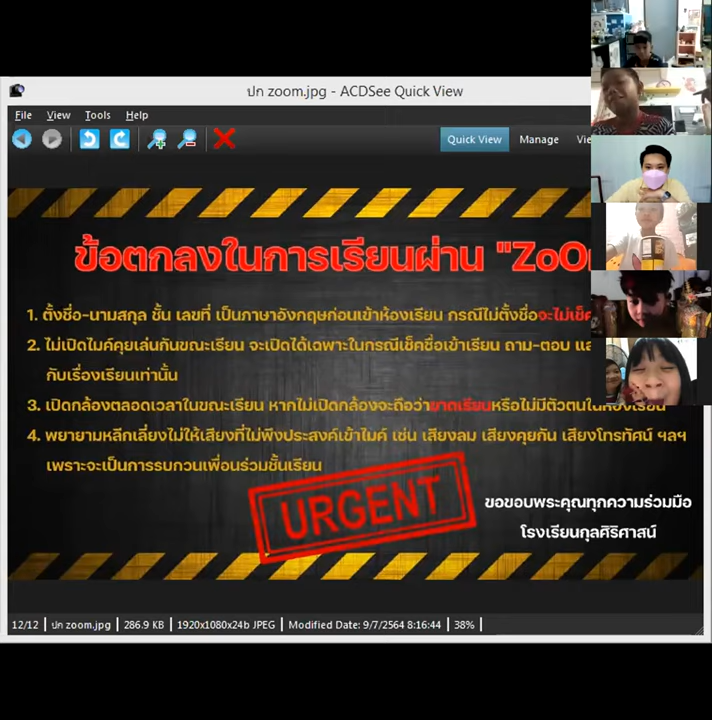 ปก zoom.jpg - ACDSee Quick View
File View Tools Help
Quick View Manage
ข้อตกลงในการเรียนผ่าน
1. ตั้งชื่อ-นามสกุล ชั้น เลขที่ เป็นภาษาอังกฤษก่อนเข้าห้องเรียน กรณีไม่ตั้งชื่อจะไม่เช็ค
2. ไม่เปิดไมค์คุยเล่นกันขณะเรียน จะเปิดได้เฉพาะในกรณีเช็คชื่อเข้าเรียน ถาม-ตอบ
กับเรื่องเรียนเท่านั้น
3. เปิดกล้องตลอดเวลาในขณะเรียน หากไม่เปิดกล้องจะถือว่าขาดเรียนหรือไม่มีตัวตนในห้องเรียน
4. พยายามหลีกเลี่ยงไม่ให้เสียงที่ไม่พึงประสงค์เข้าไมค์ เช่น เสียงลม เสียงคุยกัน เสียงโทรทัศน์ ฯลฯ
เพราะจะเป็นการรบกวนเพื่อนร่วมชั้นเรียน
URGENT
ขอขอบพระคุณทุกความร่วมมือ
โรงเรียนกุลศิริศาสน์
12/12 ปก zoom.jpg 286.9 KB 1920x1080x24b JPEG Modified Date: 9/7/2564 8:16:44 38%